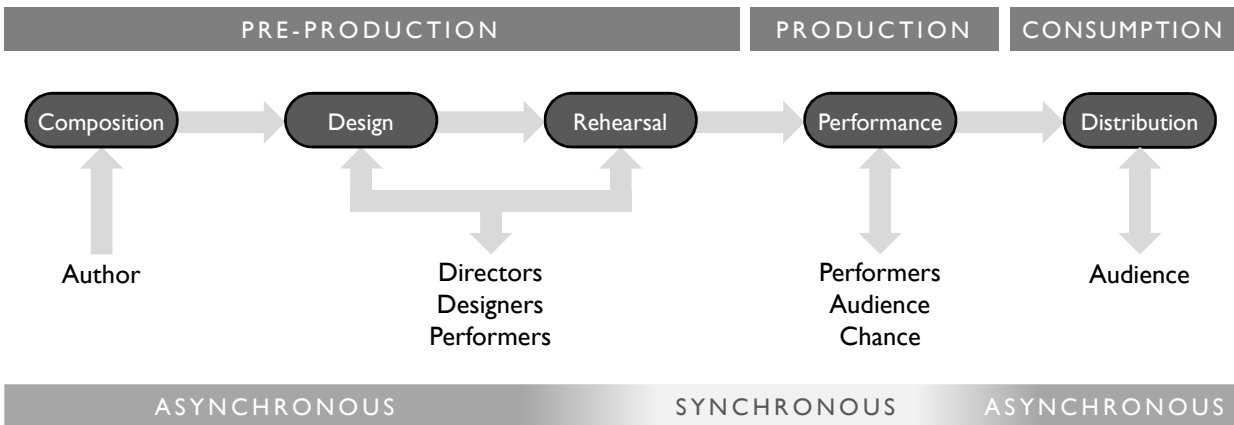 PRE-PRODUCTION
PRODUCTION
CONSUMPTION
Composition
Design
Rehearsal
Performance
Distribution
Author
Directors
Designers
Performers
Performers
Audience
Chance
Audience
ASYNCHRONOUS
SYNCHRONOUS
ASYNCHRONOUS